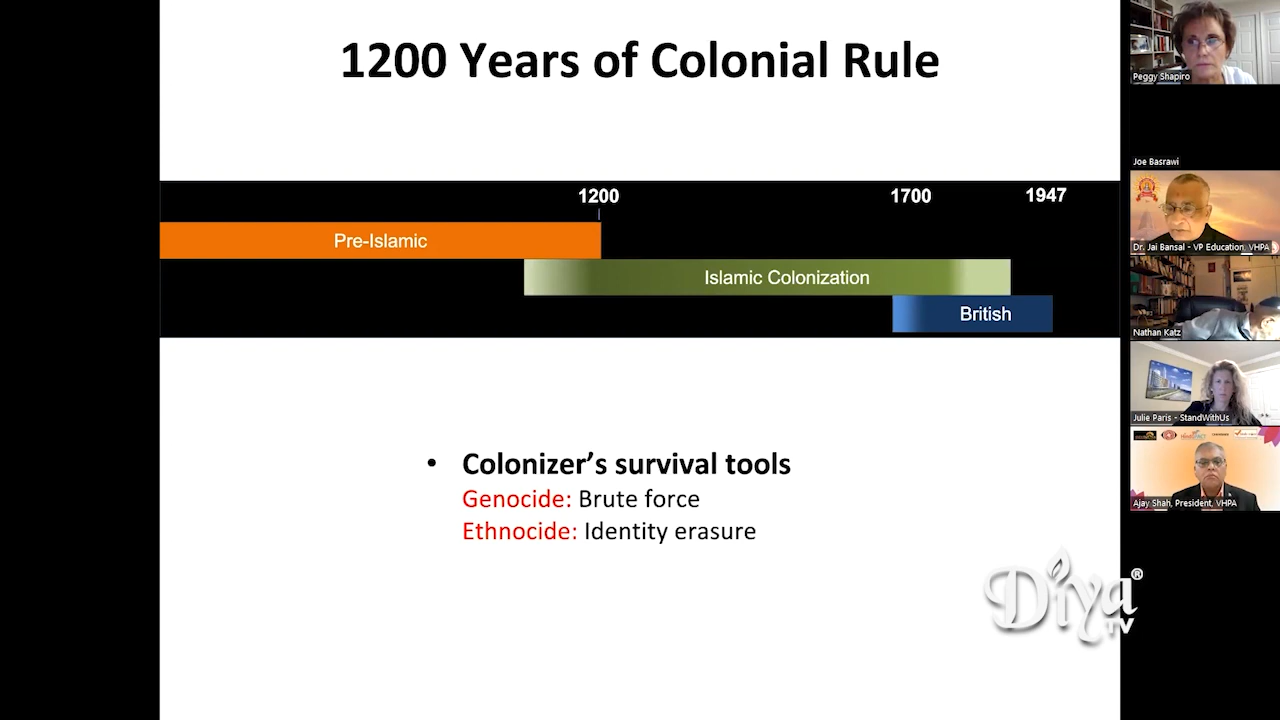 1200 Years of Colonial Rule
1200
1700
1947
Pre-Islamic
Islamic Colonization
British
• Colonizer’s survival tools
Genocide: Brute force
Ethnocide: Identity erasure
Diya®
TV
Peggy Shapiro
Joe Basrawi
Dr. Jai Bansal - VP Education, VHPA
Nathan Katz
Julie Paris - StandWithUs
Ajay Shah, President, VHPA